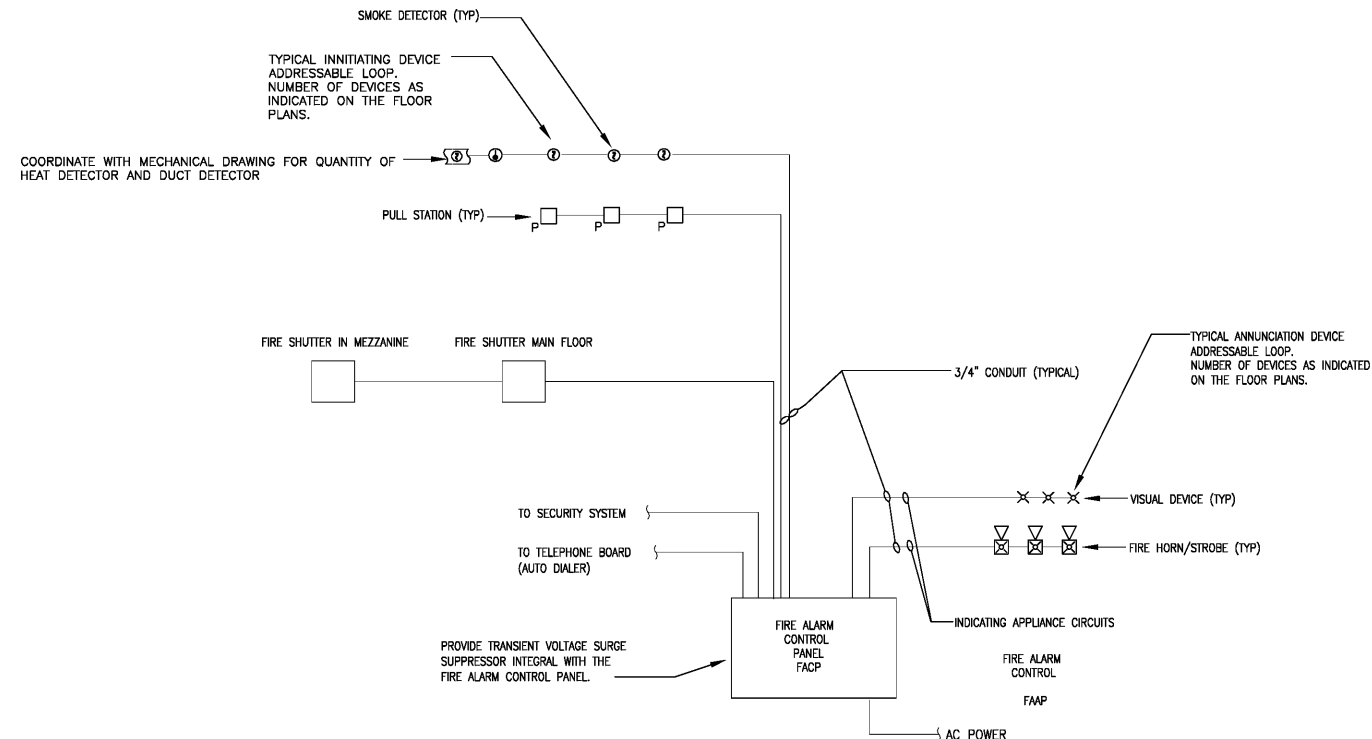 SMOKE DETECTOR (TYP)
TYPICAL INNITIATING DEVICE
ADDRESSABLE LOOP.
NUMBER OF DEVICES AS
INDICATED ON THE FLOOR
PLANS.
COORDINATE WITH MECHANICAL DRAWING FOR QUANTITY OF
HEAT DETECTOR AND DUCT DETECTOR
PULL STATION (TYP)
P
P
P
FIRE SHUTTER IN MEZZANINE
FIRE SHUTTER MAIN FLOOR
3/4" CONDUIT (TYPICAL)
TYPICAL ANNUNCIATION DEVICE
ADDRESSABLE LOOP.
NUMBER OF DEVICES AS INDICATED
ON THE FLOOR PLANS.
VISUAL DEVICE (TYP)
TO SECURITY SYSTEM
TO TELEPHONE BOARD
(AUTO DIALER)
FIRE HORN/STROBE (TYP)
INDICATING APPLIANCE CIRCUITS
FIRE ALARM
CONTROL
PANEL
FACP
PROVIDE TRANSIENT VOLTAGE SURGE
SUPPRESSOR INTEGRAL WITH THE
FIRE ALARM CONTROL PANEL.
FIRE ALARM
CONTROL
FAAP
AC POWER